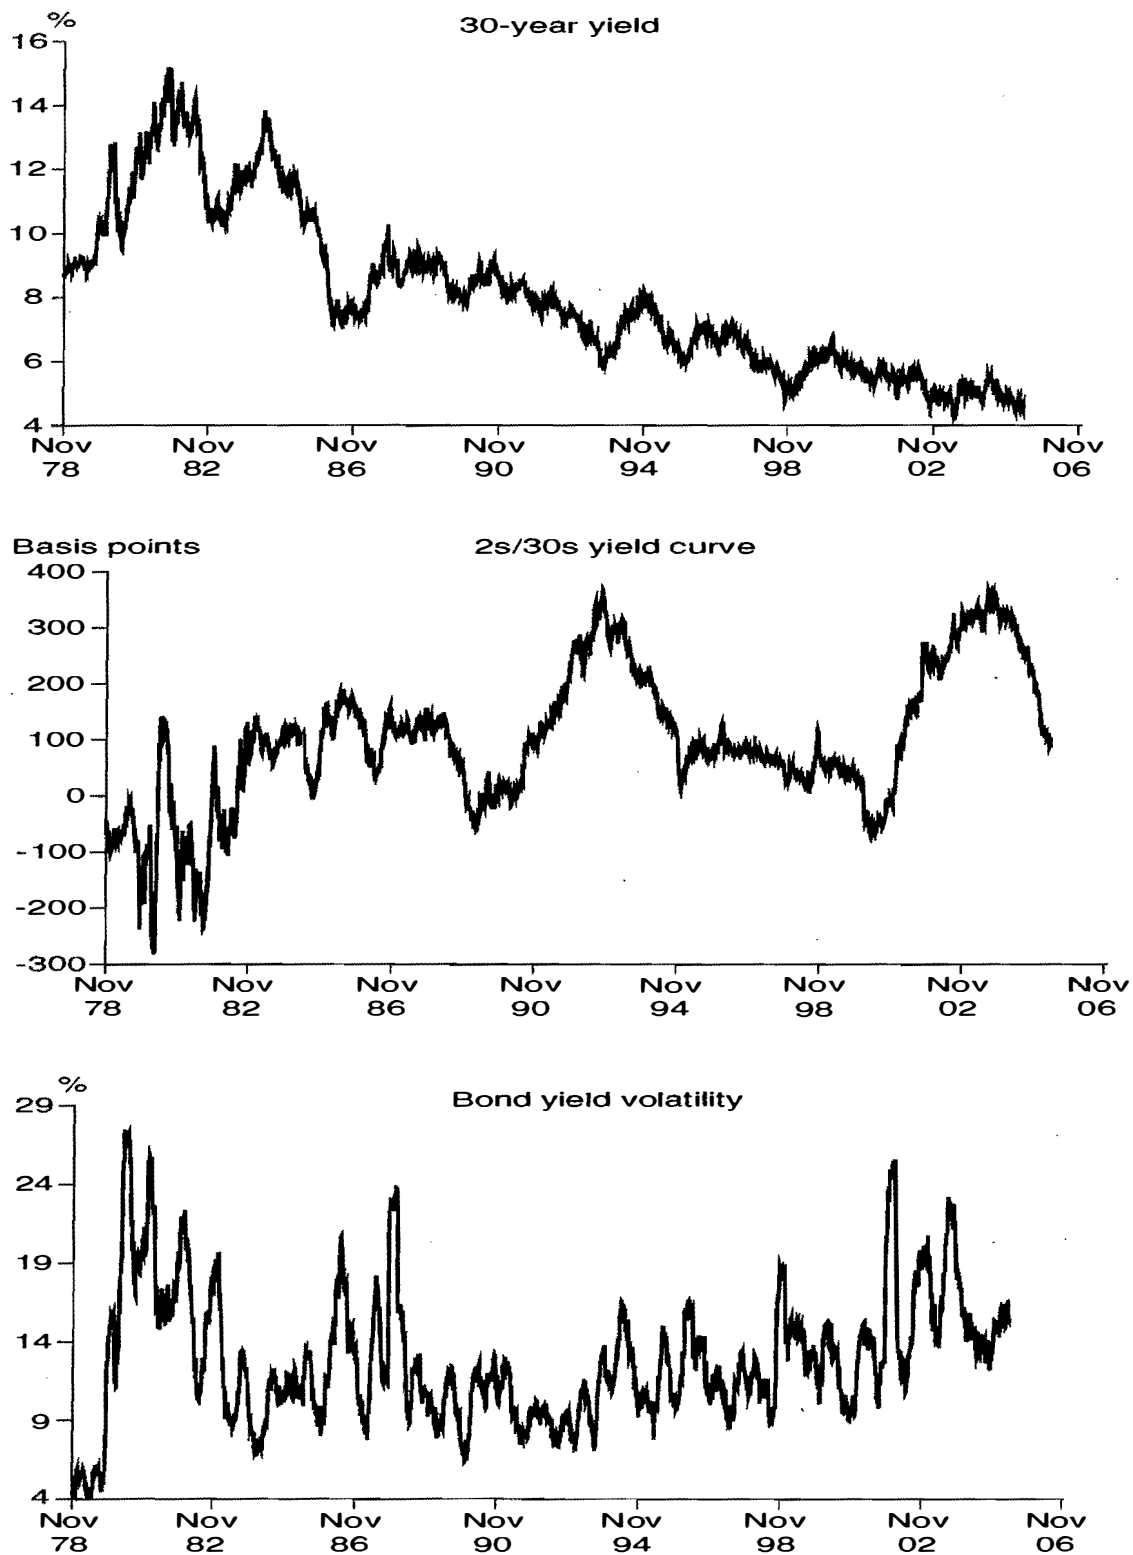 %
30-year yield
16
14
12
10
8
6
4
Nov Nov Nov Nov Nov Nov Nov Nov
78 82 86 90 94 98 02 06
Basis points
2s/30s yield curve
400
300
200
100
0
-100
-200
-300
Nov Nov Nov Nov Nov Nov Nov Nov
78 82 86 90 94 98 02 06
%
Bond yield volatility
29
24
19
14
9
4
Nov Nov Nov Nov Nov Nov Nov Nov
78 82 86 90 94 98 02 06